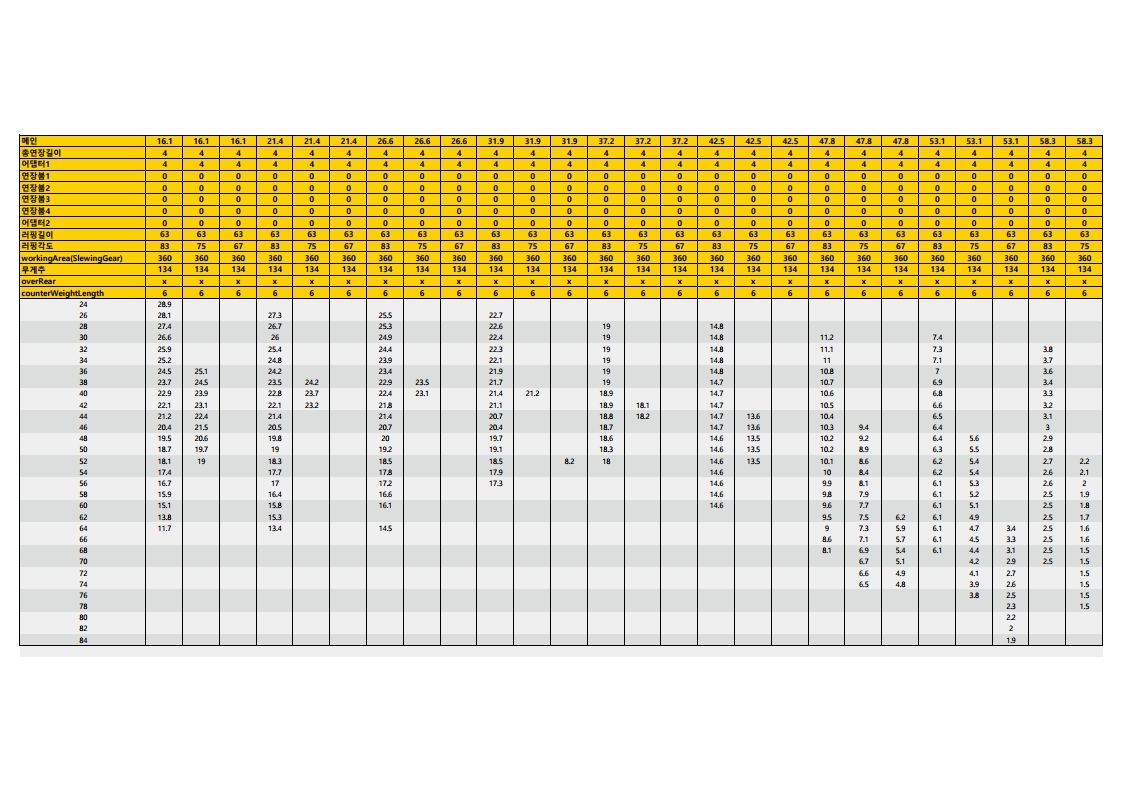 메인 16.1 16.1 16.1 21.4 21.4 21.4 26.6 26.6 26.6 31.9 31.9 31.9 37.2 37.2 37.2 42.5 42.5 42.5 47.8 47.8 47.8 53.1 53.1 53.1 58.3 58.3
총연장길이 4 4 4 4 4 4 4 4 4 4 4 4 4 4 4 4 4 4 4 4 4 4 4 4 4 4
어댑터1 4 4 4 4 4 4 4 4 4 4 4 4 4 4 4 4 4 4 4 4 4 4 4 4 4 4
연장붐1 0 0 0 0 0 0 0 0 0 0 0 0 0 0 0 0 0 0 0 0 0 0 0 0 0 0
연장붐2 0 0 0 0 0 0 0 0 0 0 0 0 0 0 0 0 0 0 0 0 0 0 0 0 0 0
연장붐3 0 0 0 0 0 0 0 0 0 0 0 0 0 0 0 0 0 0 0 0 0 0 0 0 0 0
연장붐4 0 0 0 0 0 0 0 0 0 0 0 0 0 0 0 0 0 0 0 0 0 0 0 0 0 0
어댑터2 0 0 0 0 0 0 0 0 0 0 0 0 0 0 0 0 0 0 0 0 0 0 0 0 0 0
러핑길이 63 63 63 63 63 63 63 63 63 63 63 63 63 63 63 63 63 63 63 63 63 63 63 63 63 63
러핑각도 83 75 67 83 75 67 83 75 67 83 75 67 83 75 67 83 75 67 83 75 67 83 75 67 83 75
workingArea(SlewingGear) 360 360 360 360 360 360 360 360 360 360 360 360 360 360 360 360 360 360 360 360 360 360 360 360 360 360
무게추 134 134 134 134 134 134 134 134 134 134 134 134 134 134 134 134 134 134 134 134 134 134 134 134 134 134
overRear x x x x x x x x x x x x x x x x x x x x x x x x x x
counterWeightLength 6 6 6 6 6 6 6 6 6 6 6 6 6 6 6 6 6 6 6 6 6 6 6 6 6 6
24 28.9
26 28.1 27.3 25.5 22.7
28 27.4 26.7 25.3 22.6 19 14.8
30 26.6 26 24.9 22.4 19 14.8 11.2 7.4
32 25.9 25.4 24.4 22.3 19 14.8 11.1 7.3 3.8
34 25.2 24.8 23.9 22.1 19 14.8 11 7.1 3.7
36 24.5 25.1 24.2 23.4 21.9 19 14.8 10.8 7 3.6
38 23.7 24.5 23.5 24.2 22.9 23.5 21.7 19 14.7 10.7 6.9 3.4
40 22.9 23.9 22.8 23.7 22.4 23.1 21.4 21.2 18.9 14.7 10.6 6.8 3.3
42 22.1 23.1 22.1 23.2 21.8 21.1 18.9 18.1 14.7 10.5 6.6 3.2
44 21.2 22.4 21.4 21.4 20.7 18.8 18.2 14.7 13.6 10.4 6.5 3.1
46 20.4 21.5 20.5 20.7 20.4 18.7 14.7 13.6 10.3 9.4 6.4 3
48 19.5 20.6 19.8 20 19.7 18.6 14.6 13.5 10.2 9.2 6.4 5.6 2.9
50 18.7 19.7 19 19.2 19.1 18.3 14.6 13.5 10.2 8.9 6.3 5.5 2.8
52 18.1 19 18.3 18.5 18.5 8.2 18 14.6 13.5 10.1 8.6 6.2 5.4 2.7 2.2
54 17.4 17.7 17.8 17.9 14.6 10 8.4 6.2 5.4 2.6 2.1
56 16.7 17 17.2 17.3 14.6 9.9 8.1 6.1 5.3 2.6 2
58 15.9 16.4 16.6 14.6 9.8 7.9 6.1 5.2 2.5 1.9
60 15.1 15.8 16.1 14.6 9.6 7.7 6.1 5.1 2.5 1.8
62 13.8 15.3 9.5 7.5 6.2 6.1 4.9 2.5 1.7
64 11.7 13.4 14.5 9 7.3 5.9 6.1 4.7 3.4 2.5 1.6
66 8.6 7.1 5.7 6.1 4.5 3.3 2.5 1.6
68 8.1 6.9 5.4 6.1 4.4 3.1 2.5 1.5
70 6.7 5.1 4.2 2.9 2.5 1.5
72 6.6 4.9 4.1 2.7 1.5
74 6.5 4.8 3.9 2.6 1.5
76 3.8 2.5 1.5
78 2.3 1.5
80 2.2
82 2
84 1.9